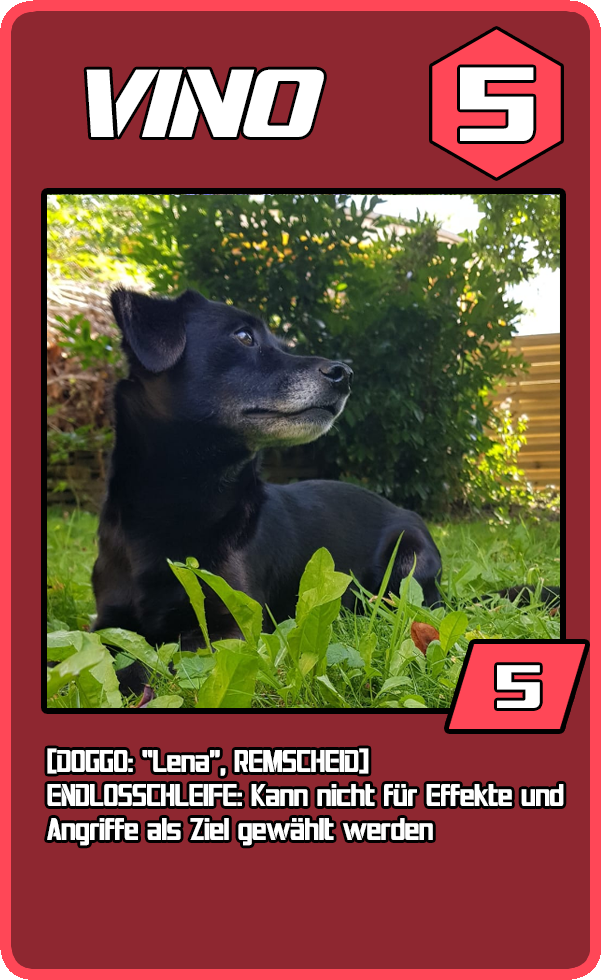 VINO
5
5
[DOGGO: "Lena", REMSCHEID]
ENDLOSSCHLEIFE: Kann nicht für Effekte und
Angriffe als Ziel gewählt werden